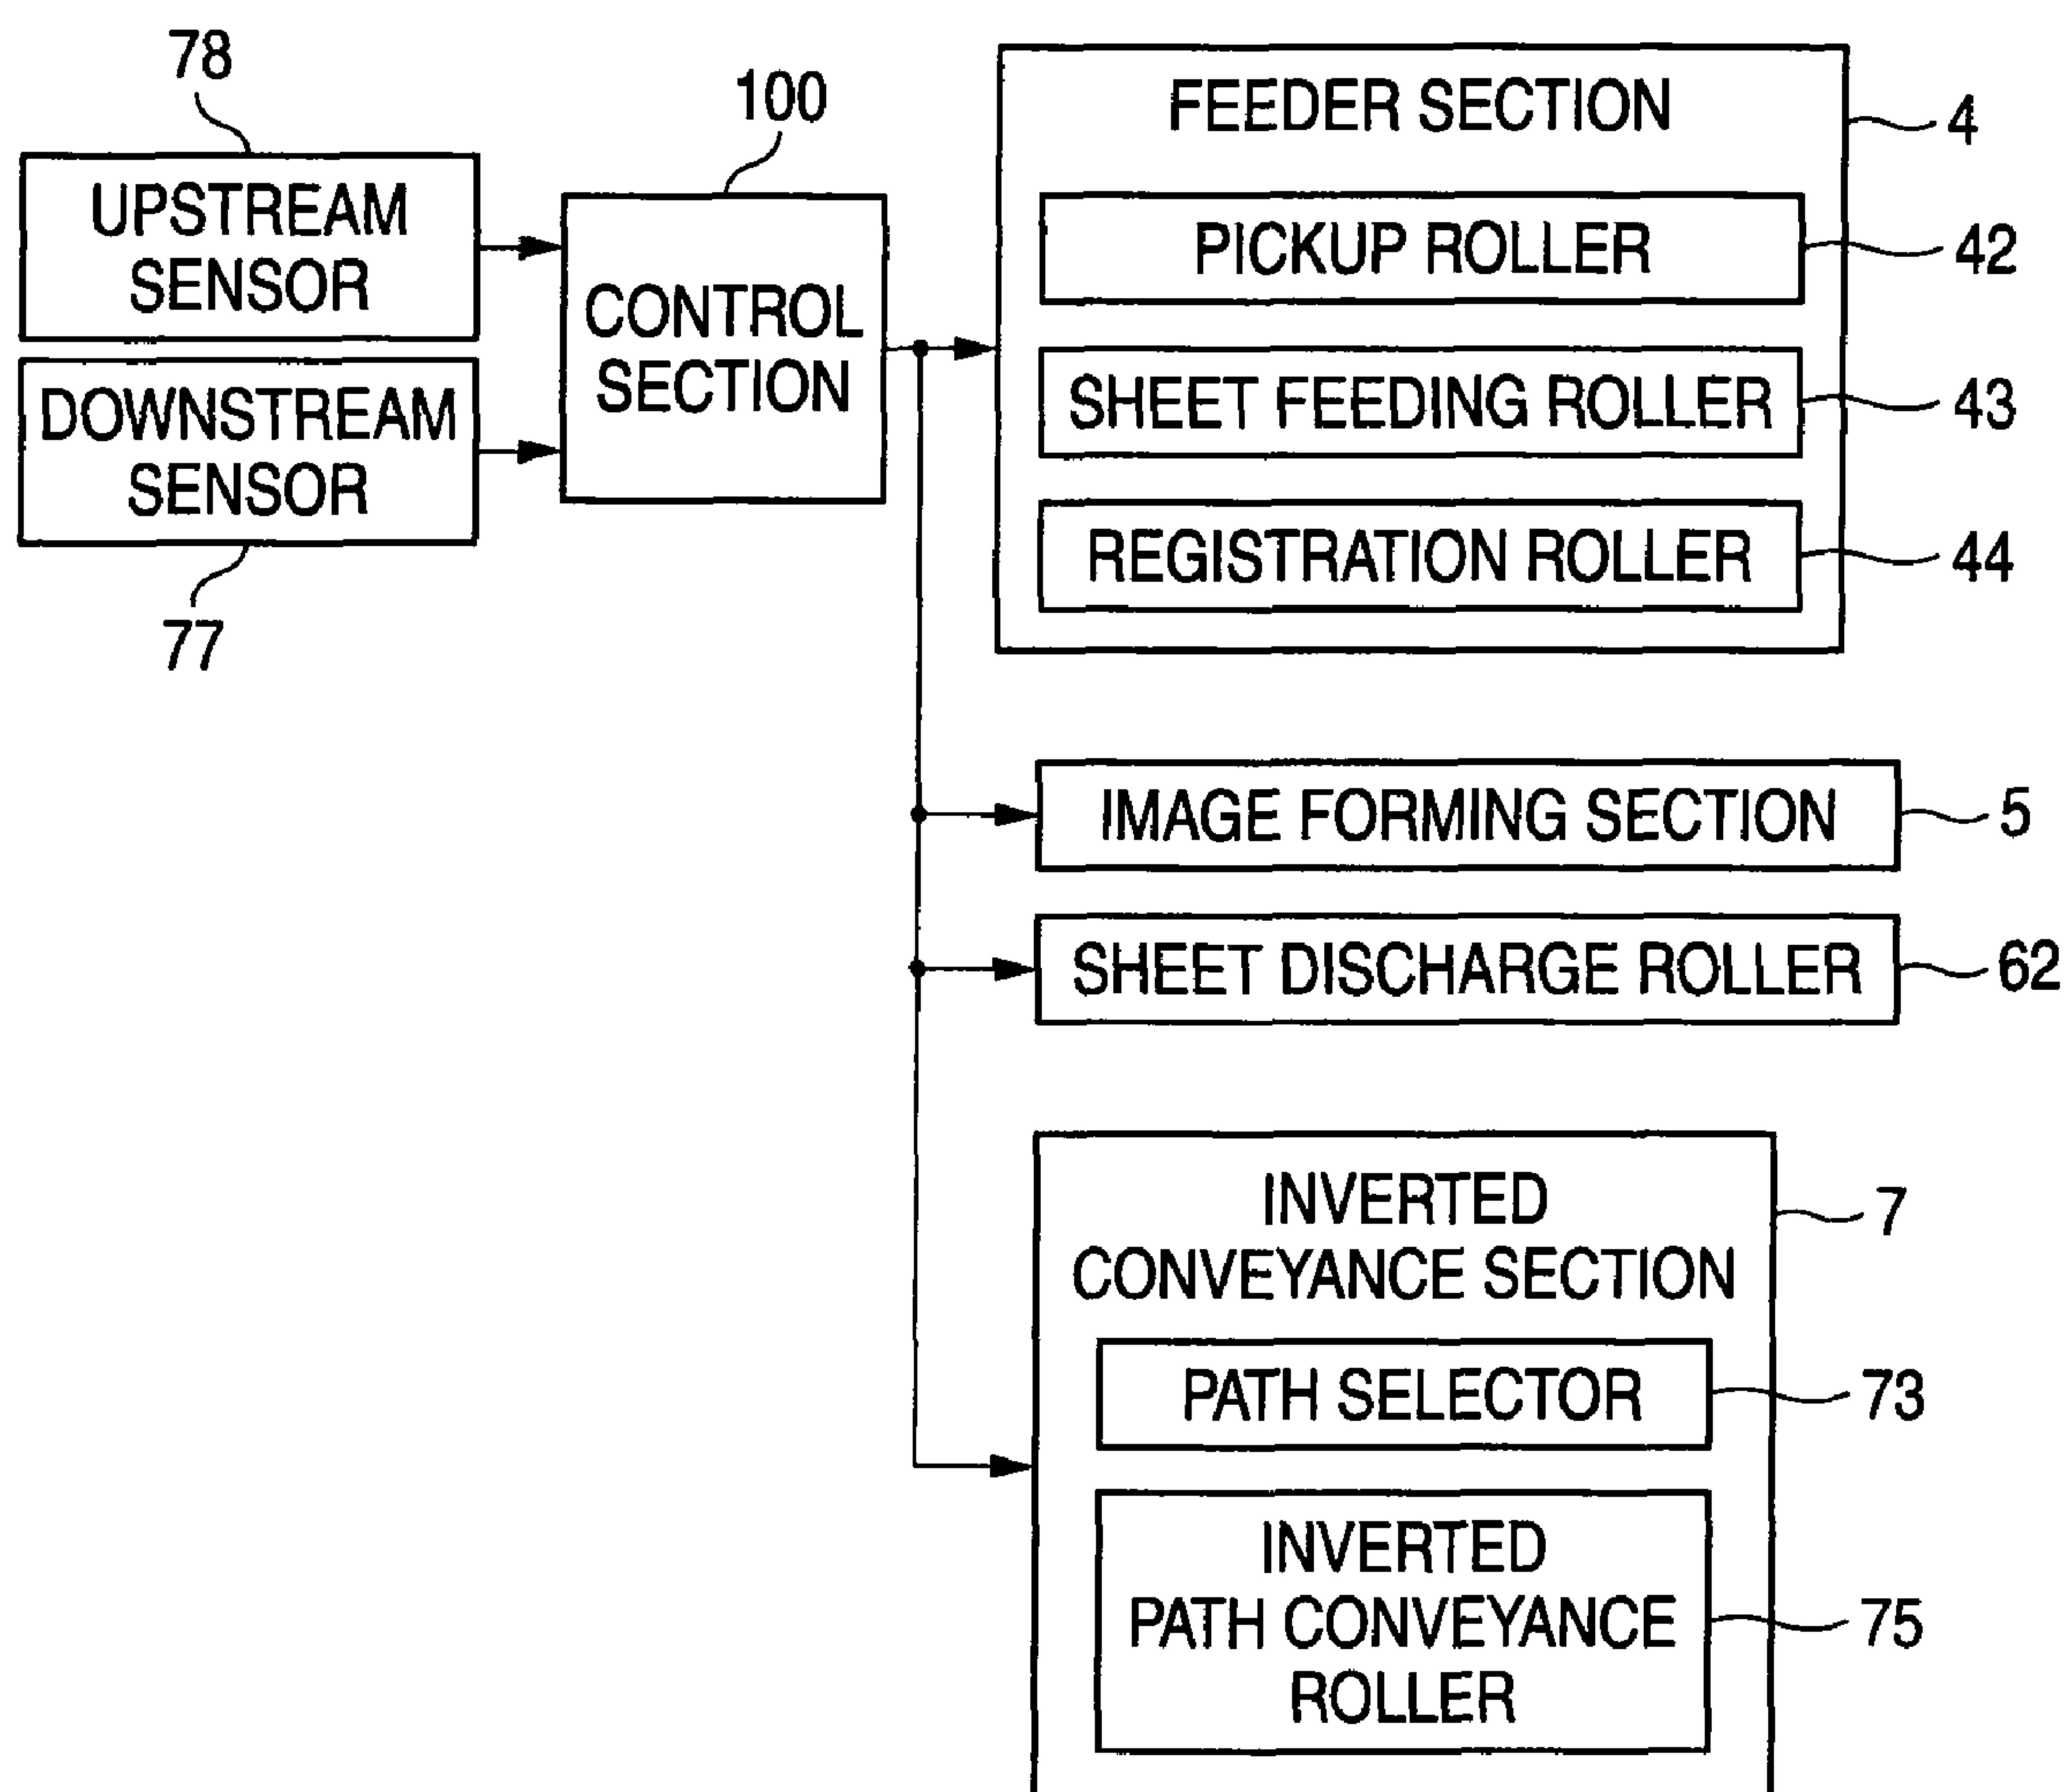 78
UPSTREAM
SENSOR
DOWNSTREAM
SENSOR
77
100
CONTROL
SECTION
FEEDER SECTION
4
PICKUP ROLLER
42
SHEET FEEDING ROLLER
43
REGISTRATION ROLLER
44
IMAGE FORMING SECTION
5
SHEET DISCHARGE ROLLER
62
INVERTED
CONVEYANCE SECTION
7
PATH SELECTOR
73
INVERTED
PATH CONVEYANCE
ROLLER
75